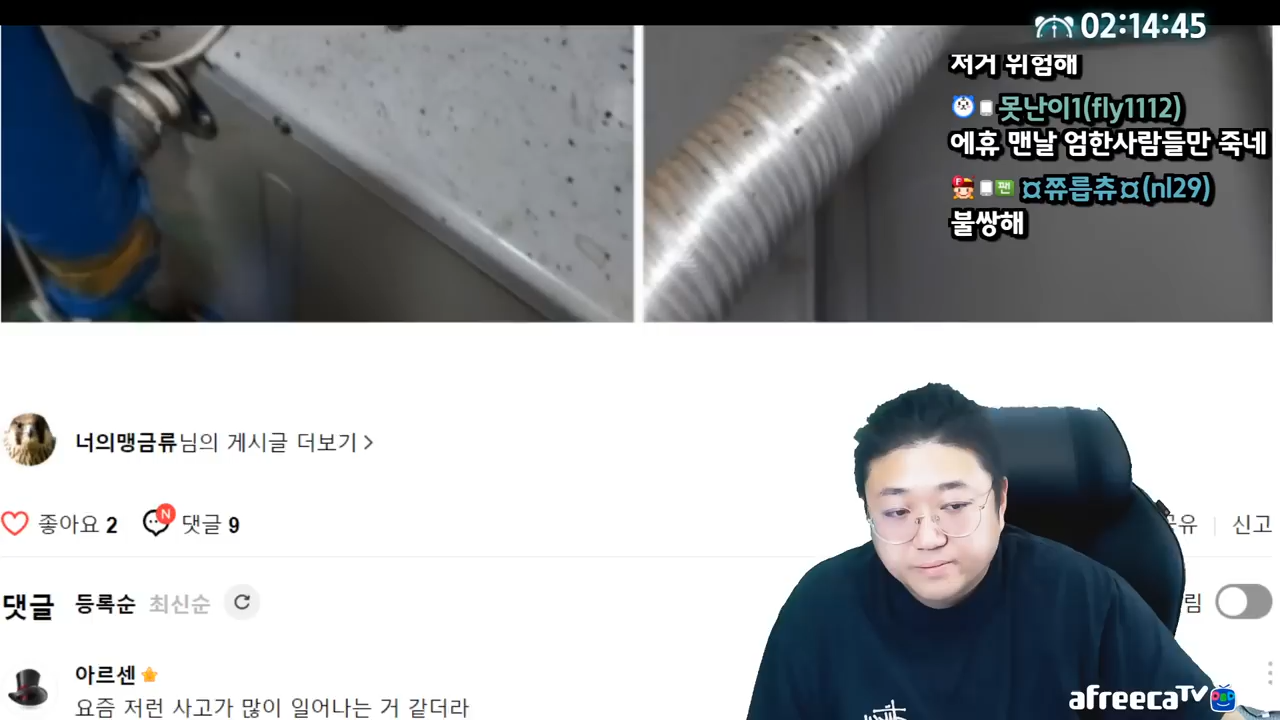 02:14:45
저거 위험해
못난이1(fly1112)
에휴 맨날 엄한사람들만 죽네
팬 ¤쮸릅츄¤(nl29)
불쌍해
너의맹금류님의 게시글 더보기 >
좋아요 2 N 댓글 9
신고
댓글 등록순 최신순
아르센
요즘 저런 사고가 많이 일어나는 거 같더라
afreecaTV